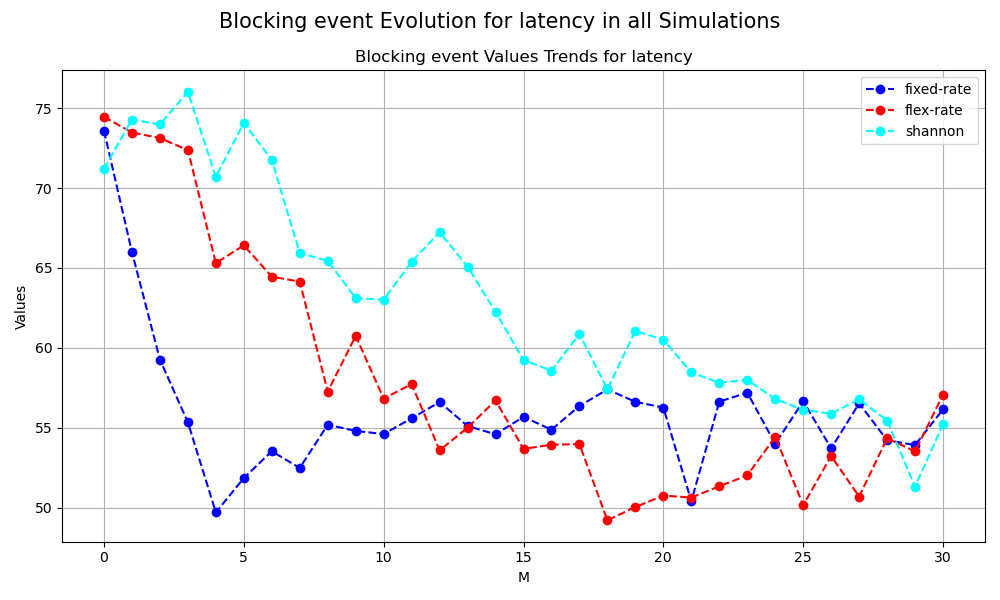 Blocking event Evolution for latency in all Simulations
Blocking event Values Trends for latency
fixed-rate
flex-rate
shannon
Values
75
70
65
60
55
50
0 5 10 15 20 25 30
M